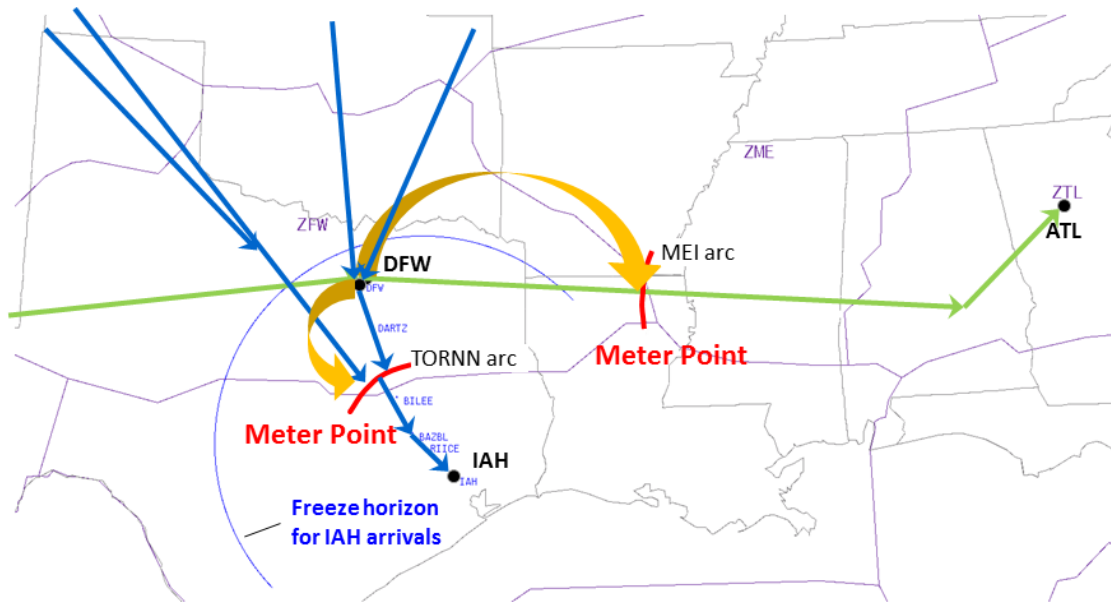 ZME
ZTL
ATL
ZFW
MEI arc
DFW
DFW
Meter Point
DARTZ
TORNN arc
BILEE
Meter Point
BAZBL
RIICE
IAH
IAH
Freeze horizon
for IAH arrivals